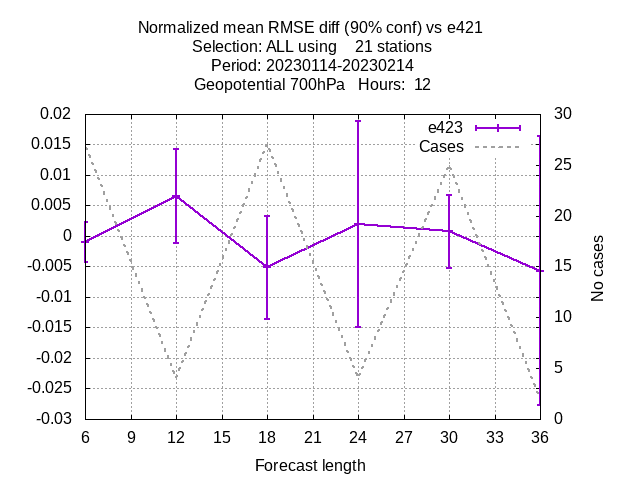 Normalized mean RMSE diff (90% conf) vs e421
Selection: ALL using    21 stations
Period: 20230114-20230214
Geopotential 700hPa   Hours:  12
e423
Cases
0.02
0.015
0.01
0.005
0
-0.005
-0.01
-0.015
-0.02
-0.025
-0.03
30
25
20
15
10
5
0
No cases
6 9 12 15 18 21 24 27 30 33 36
Forecast length